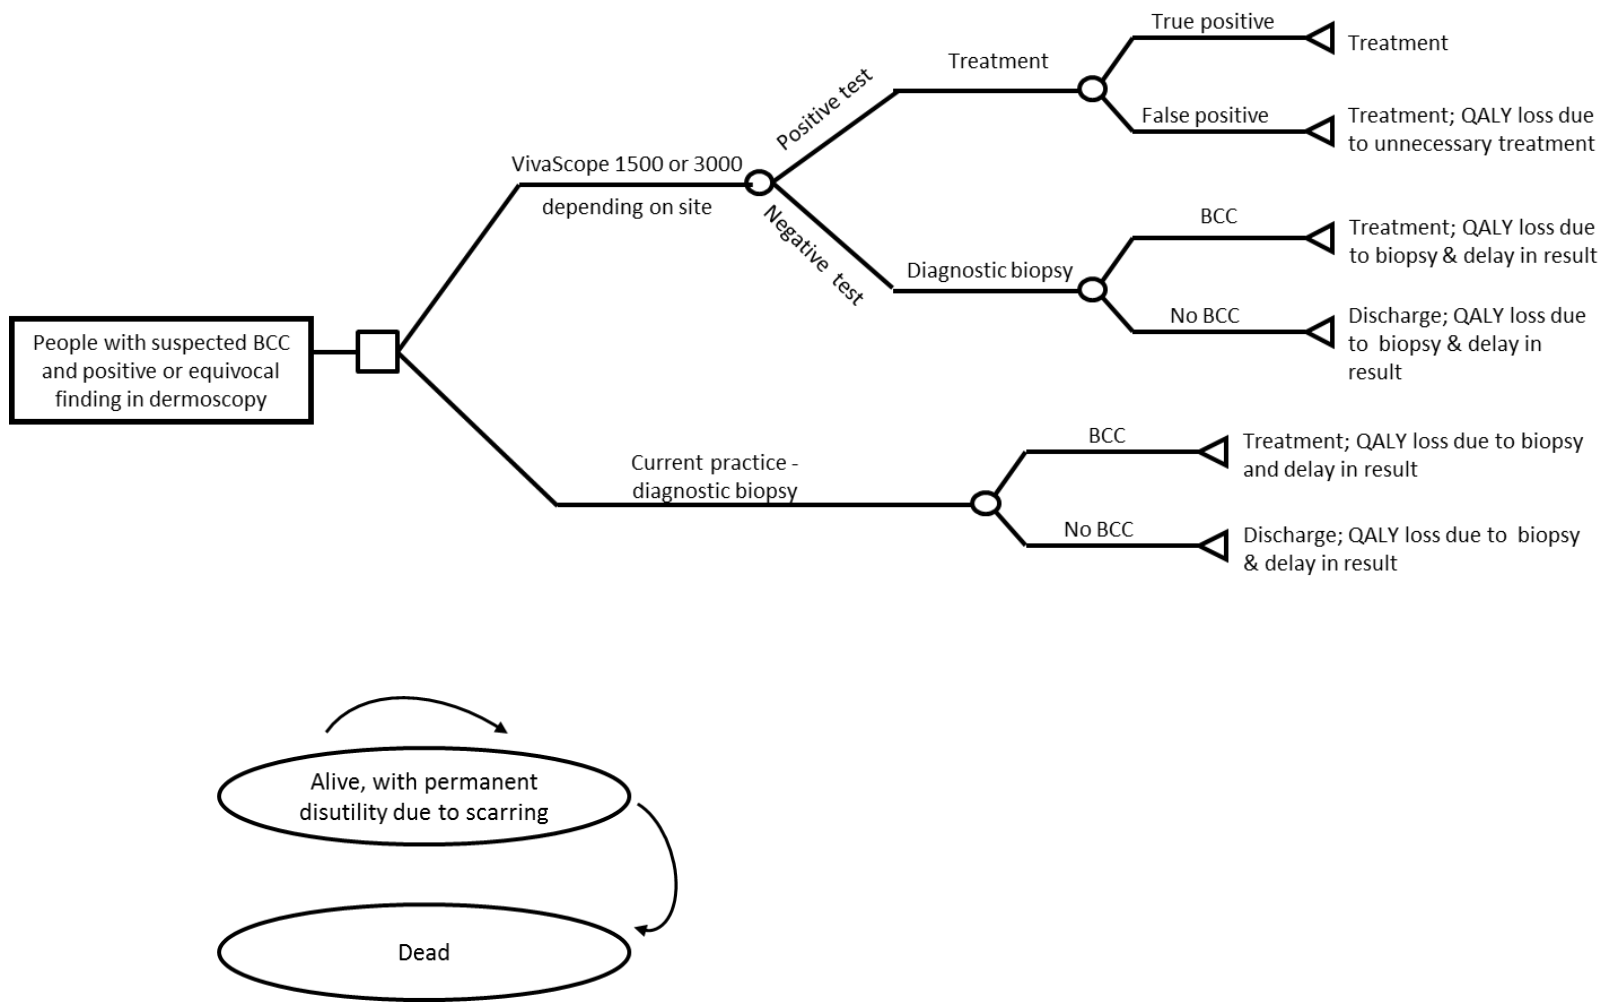 True positive
Treatment
Treatment
Positive test
False positive
Treatment; QALY loss due
to unnecessary treatment
VivaScope 1500 or 3000
depending on site
Negative test
BCC
Treatment; QALY loss due
to biopsy & delay in result
Diagnostic biopsy
No BCC
Discharge; QALY loss due
to biopsy & delay in
result
People with suspected BCC
and positive or equivocal
finding in dermoscopy
BCC
Treatment; QALY loss due to biopsy
and delay in result
Current practice -
diagnostic biopsy
No BCC
Discharge; QALY loss due to biopsy
& delay in result
Alive, with permanent
disutility due to scarring
Dead